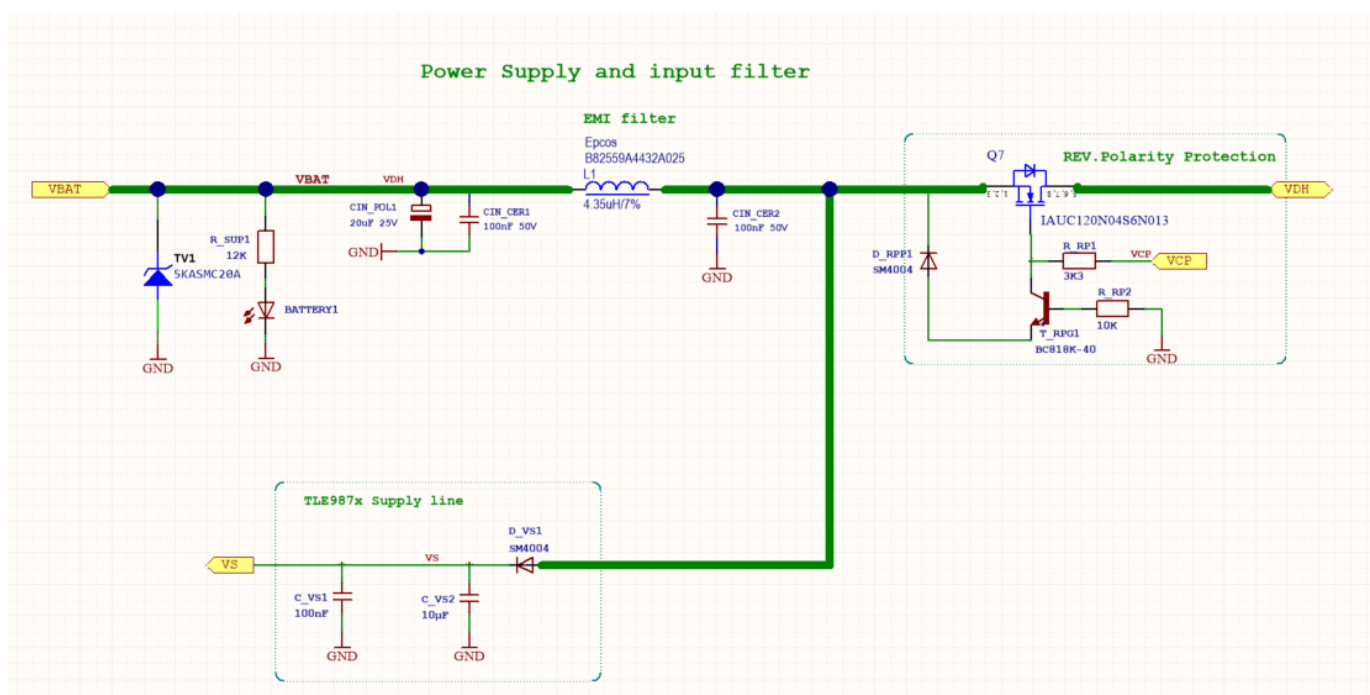 Power Supply and input filter
EMI filter
Epcos
B82559A4432A025
L1
4.35uH/7%
VBAT
VBAT
VDH
CIN_POL1
20uF 25V
CIN_CER1
100nF 50V
GND
R_SUP1
12K
TV1
5KASMC20A
BATTERY1
GND
GND
CIN_CER2
100nF 50V
GND
Q7
REV.Polarity Protection
VDH
IAUC120N04S6N013
D_RPP1
SM4004
R_RP1
3K3
VCP
VCP
R_RP2
10K
T_RPG1
BC818K-40
GND
TLE987x Supply line
D_VS1
SM4004
VS
VS
C_VS1
100nF
C_VS2
10µF
GND
GND